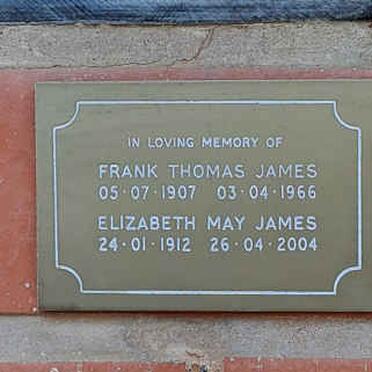 IN LOVING MEMORY OF
FRANK THOMAS JAMES
05·07·1907 03·04·1966
ELIZABETH MAY JAMES
24·01·1912 26·04·2004